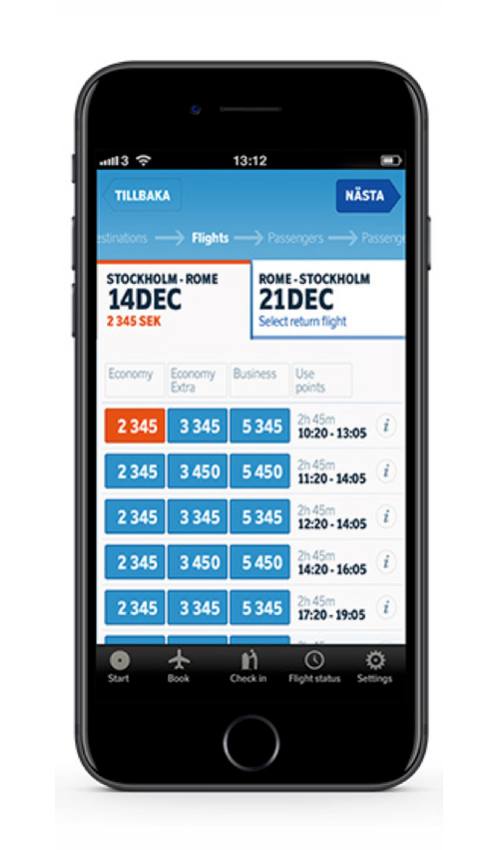 3
13:12
TILLBAKA
NÄSTA
estinations Flights Passengers Passenge
STOCKHOLM - ROME
14DEC
2 345 SEK
ROME - STOCKHOLM
21DEC
Select return flight
Economy
Economy
Extra
Business
Use
points
2 345 3 345 5 345 2h 45m
10:20 - 13:05 i
2 345 3 450 5 450 2h 45m
11:20 - 14:05 i
2 345 3 345 5 345 2h 45m
12:20 - 14:05 i
2 345 3 450 5 450 2h 45m
14:20 - 16:05 i
2 345 3 345 5 345 2h 45m
17:20 - 19:05 i
Start Book Check in Flight status Settings